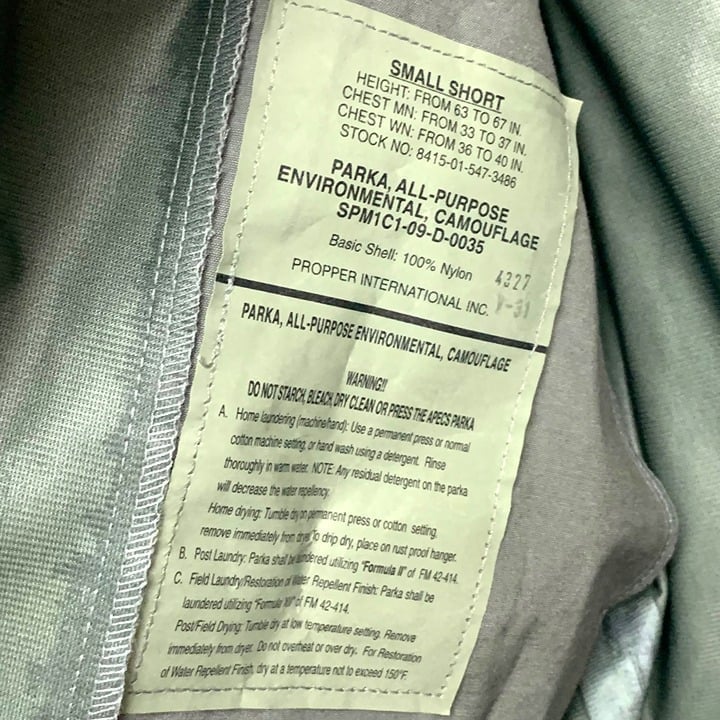 SMALL SHORT
HEIGHT: FROM 63 TO 67 IN.
CHEST MN: FROM 33 TO 37 IN.
CHEST WN: FROM 36 TO 40 IN.
STOCK NO: 8415-01-547-3486
PARKA, ALL-PURPOSE
ENVIRONMENTAL, CAMOUFLAGE
SPM1C1-09-D-0035
Basic Shell: 100% Nylon 4327
PROPPER INTERNATIONAL INC.
PARKA, ALL-PURPOSE ENVIRONMENTAL, CAMOUFLAGE
WARNING!!!
DO NOT STARCH, BLEACH, DRY CLEAN OR PRESS THE APECS PARKA
A. Home laundering (machine/hand): Use a permanent press or normal
cotton machine setting, or hand wash using a detergent. Rinse
thoroughly in warm water. NOTE: Any residual detergent on the parka
will decrease the water repellency.
Home drying: Tumble dry on permanent press or cotton setting,
remove immediately from dryer. To drip dry, place on rust proof hanger.
B. Post Laundry: Parka shall be laundered utilizing "Formula II" of FM 42-414.
C. Field Laundry/Restoration of Water Repellent Finish: Parka shall be
laundered utilizing "Formula of FM 42-414.
Post/Field Drying: Tumble dry at low temperature setting. Remove
immediately from dryer. Do not overheat or over dry. For Restoration
of Water Repellent Finish, dry at a temperature not to exceed 150°F.